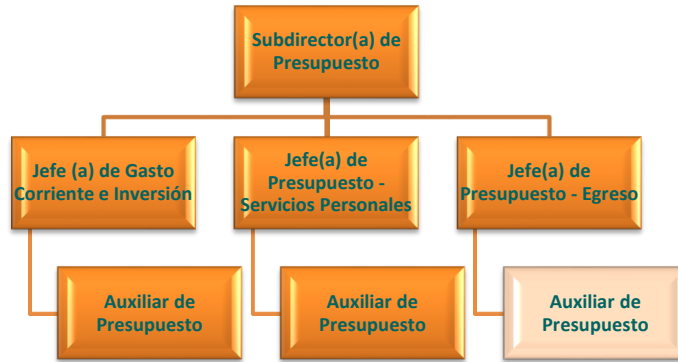 Subdirector(a) de
Presupuesto
Jefe (a) de Gasto
Corriente e Inversión
Jefe(a) de
Presupuesto -
Servicios Personales
Jefe(a) de
Presupuesto - Egreso
Auxiliar de
Presupuesto
Auxiliar de
Presupuesto
Auxiliar de
Presupuesto